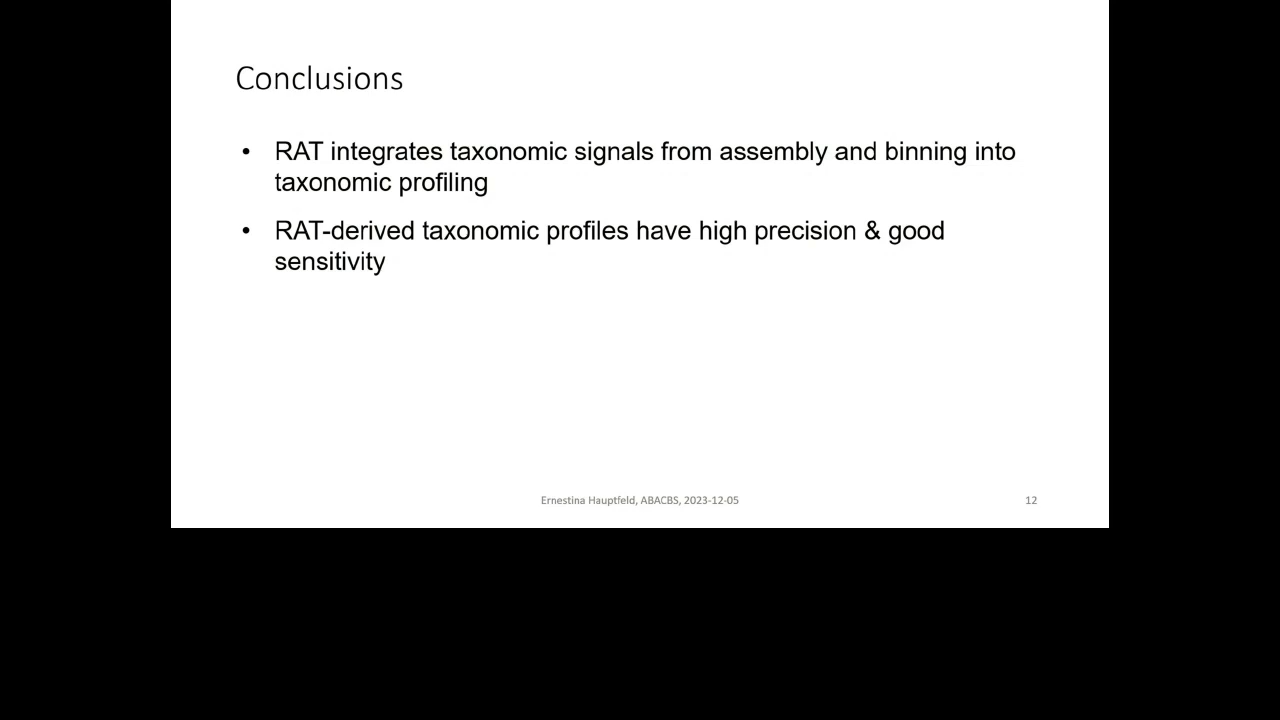 Conclusions
• RAT integrates taxonomic signals from assembly and binning into
taxonomic profiling
• RAT-derived taxonomic profiles have high precision & good
sensitivity
Ernestina Hauptfeld, ABACBS, 2023-12-05
12